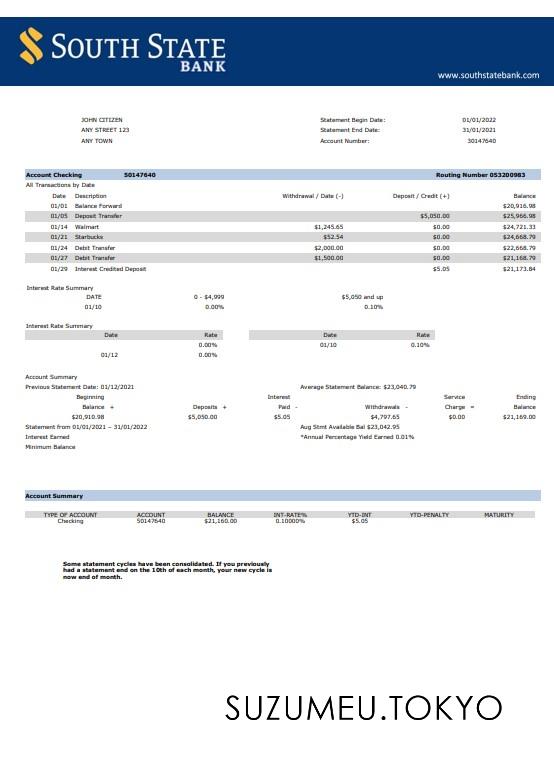 SOUTH STATE
BANK
www.southstatebank.com
JOHN CITIZEN
ANY STREET 123
ANY TOWN
Statement Begin Date: 01/01/2022
Statement End Date: 31/01/2021
Account Number: 30147640
Account Checking 50147640 Routing Number 053200983
All Transactions by Date
Date Description Withdrawal / Date (-) Deposit / Credit (+) Balance
01/01 Balance Forward $20,916.98
01/05 Deposit Transfer $5,050.00 $25,966.98
01/14 Walmart $1,245.65 $0.00 $24,721.33
01/21 Starbucks $52.54 $0.00 $24,668.79
01/24 Debit Transfer $2,000.00 $0.00 $22,668.79
01/27 Debit Transfer $1,500.00 $0.00 $21,168.79
01/29 Interest Credited Deposit $5.05 $21,173.84
Interest Rate Summary
DATE 0 - $4,999 $5,050 and up
01/10 0.00% 0.10%
Interest Rate Summary
Date Rate Date Rate
0.00% 01/10 0.10%
01/12 0.00%
Account Summary
Previous Statement Date: 01/12/2021 Average Statement Balance: $23,040.79
Beginning Interest Service Ending
Balance + Deposits + Paid - Withdrawals - Charge = Balance
$20,910.98 $5,050.00 $5.05 $4,797.65 $0.00 $21,169.00
Statement from 01/01/2021 – 31/01/2022 Aug Stmt Available Bal $23,042.95
Interest Earned *Annual Percentage Yield Earned 0.01%
Minimum Balance
Account Summary
TYPE OF ACCOUNT ACCOUNT BALANCE INT-RATE% YTD-INT YTD-PENALTY MATURITY
Checking 50147640 $21,160.00 0.10000% $5.05
Some statement cycles have been consolidated. If you previously
had a statement end on the 10th of each month, your new cycle is
now end of month.
SUZUMEU.TOKYO